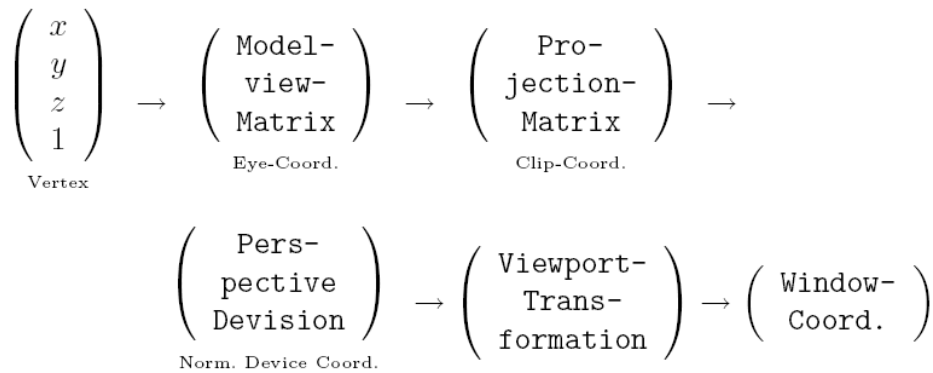 x
y
z
1
Vertex
→
Model-
view-
Matrix
Eye-Coord.
→
Pro-
jection-
Matrix
Clip-Coord.
→
Pers-
pective
Devision
Norm. Device Coord.
→
Viewport-
Trans-
formation
→
Window-
Coord.